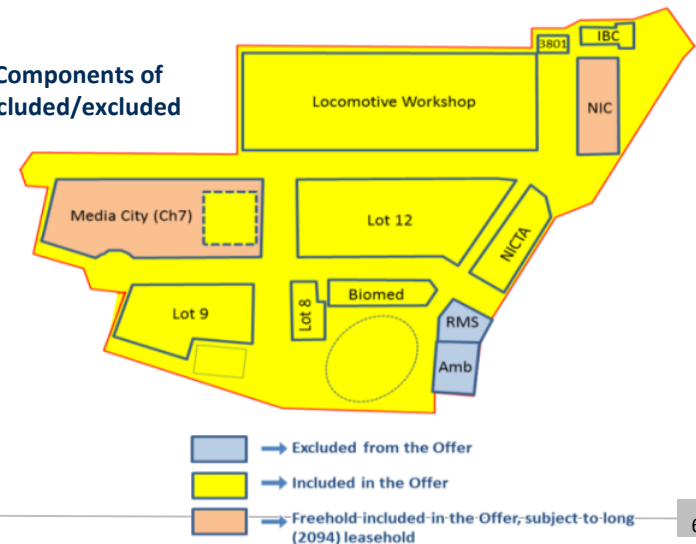 Components of
cluded/excluded
3801
IBC
Locomotive Workshop
NIC
Media City (Ch7)
Lot 12
NICTA
Lot 9
Lot 8
Biomed
RMS
Amb
Excluded from the Offer
Included in the Offer
Freehold included in the Offer, subject to long
(2094) leasehold
6